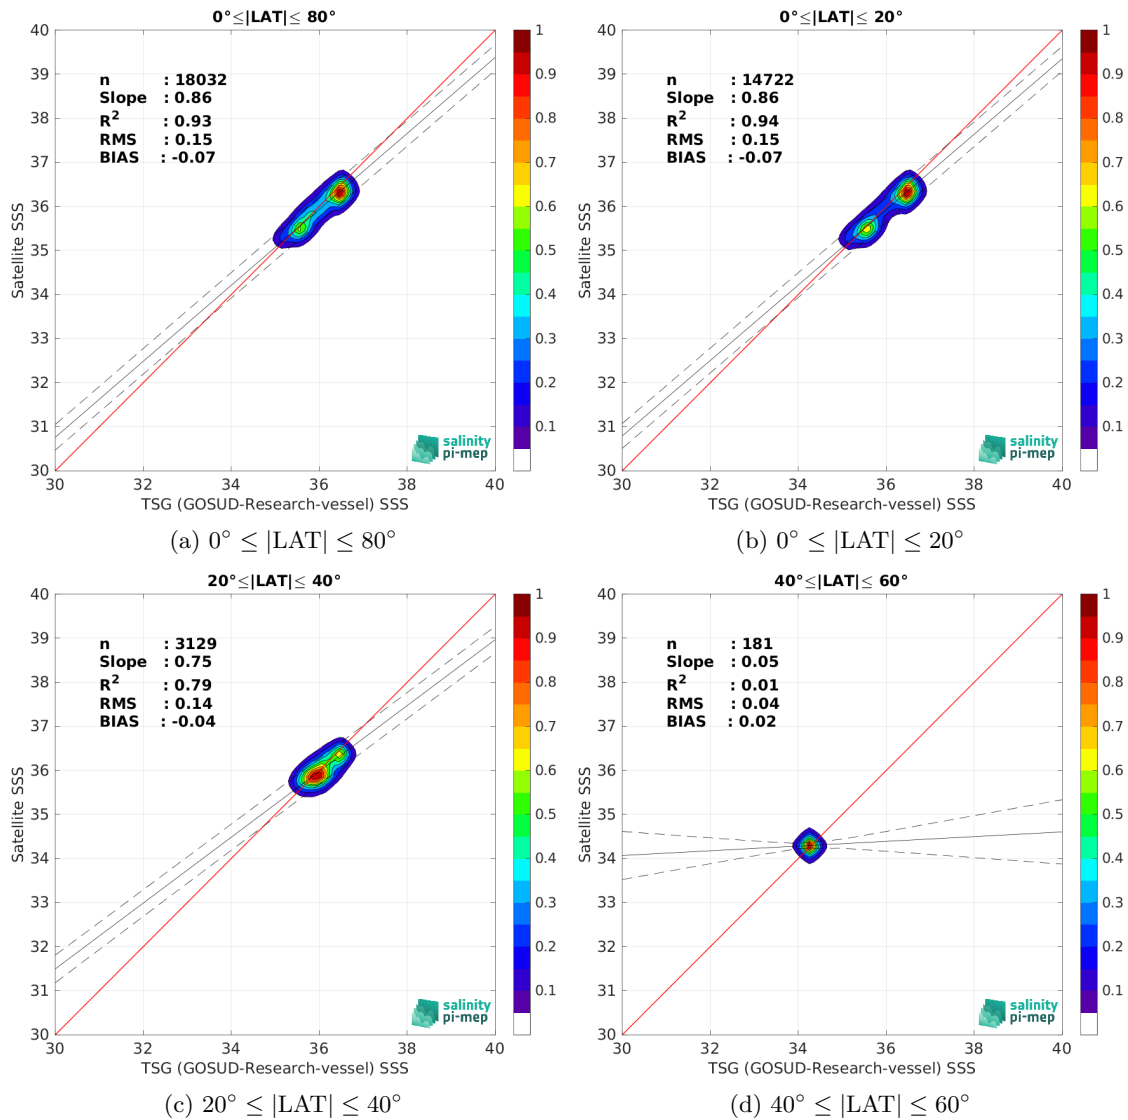 0°≤|LAT|≤ 80°
40
39
38
37
36
35
34
33
32
31
30
Satellite SSS
n : 18032
Slope : 0.86
R² : 0.93
RMS : 0.15
BIAS : -0.07
salinity
pi-mep
30 32 34 36 38 40
TSG (GOSUD-Research-vessel) SSS
1
0.9
0.8
0.7
0.6
0.5
0.4
0.3
0.2
0.1
(a) 0° ≤ |LAT| ≤ 80°
0°≤|LAT|≤ 20°
40
39
38
37
36
35
34
33
32
31
30
Satellite SSS
n : 14722
Slope : 0.86
R² : 0.94
RMS : 0.15
BIAS : -0.07
salinity
pi-mep
30 32 34 36 38 40
TSG (GOSUD-Research-vessel) SSS
1
0.9
0.8
0.7
0.6
0.5
0.4
0.3
0.2
0.1
(b) 0° ≤ |LAT| ≤ 20°
20°≤|LAT|≤ 40°
40
39
38
37
36
35
34
33
32
31
30
Satellite SSS
n : 3129
Slope : 0.75
R² : 0.79
RMS : 0.14
BIAS : -0.04
salinity
pi-mep
30 32 34 36 38 40
TSG (GOSUD-Research-vessel) SSS
1
0.9
0.8
0.7
0.6
0.5
0.4
0.3
0.2
0.1
(c) 20° ≤ |LAT| ≤ 40°
40°≤|LAT|≤ 60°
40
39
38
37
36
35
34
33
32
31
30
Satellite SSS
n : 181
Slope : 0.05
R² : 0.01
RMS : 0.04
BIAS : 0.02
salinity
pi-mep
30 32 34 36 38 40
TSG (GOSUD-Research-vessel) SSS
1
0.9
0.8
0.7
0.6
0.5
0.4
0.3
0.2
0.1
(d) 40° ≤ |LAT| ≤ 60°